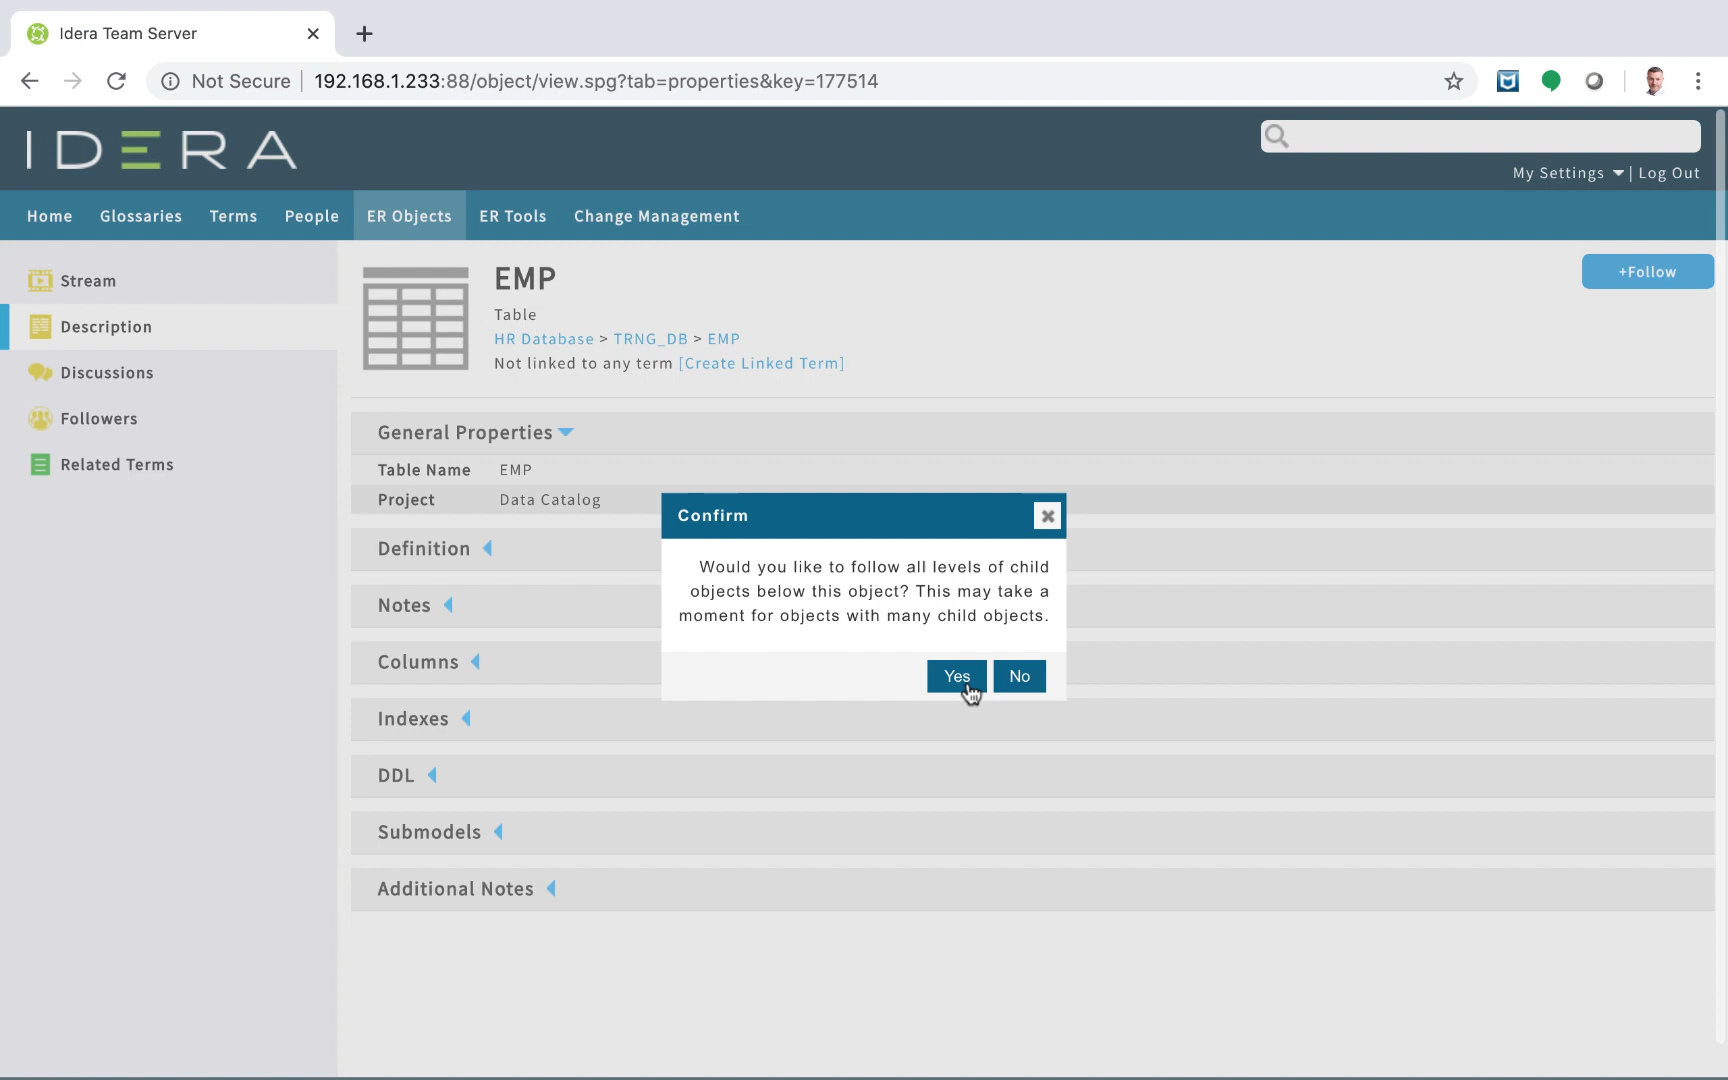 Idera Team Server
Not Secure 192.168.1.233:88/object/view.spg?tab=properties&key=177514
IDERA
My Settings | Log Out
Home Glossaries Terms People ER Objects ER Tools Change Management
Stream
Description
Discussions
Followers
Related Terms
EMP
+Follow
Table
HR Database > TRNG_DB > EMP
Not linked to any term [Create Linked Term]
General Properties
Table Name EMP
Project Data Catalog
Definition
Notes
Columns
Indexes
DDL
Submodels
Additional Notes
Confirm
Would you like to follow all levels of child
objects below this object? This may take a
moment for objects with many child objects.
Yes No